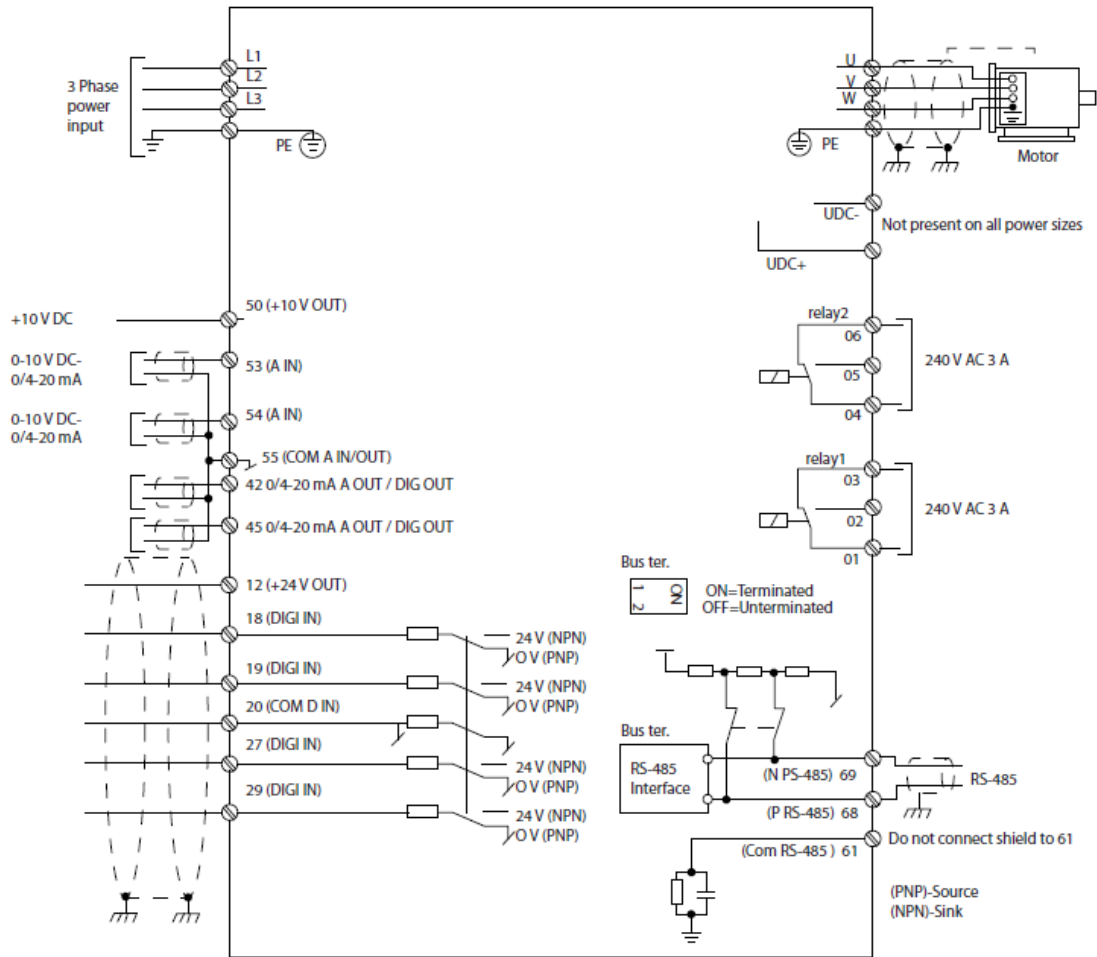 3 Phase
power
input
L1
L2
L3
PE
U
V
W
PE
Motor
UDC-
Not present on all power sizes
UDC+
+10 V DC
50 (+10 V OUT)
0-10 V DC-
0/4-20 mA
53 (A IN)
0-10 V DC-
0/4-20 mA
54 (A IN)
55 (COM A IN/OUT)
42 0/4-20 mA A OUT / DIG OUT
45 0/4-20 mA A OUT / DIG OUT
12 (+24 V OUT)
18 (DIGI IN)
24 V (NPN)
O V (PNP)
19 (DIGI IN)
24 V (NPN)
O V (PNP)
20 (COM D IN)
27 (DIGI IN)
24 V (NPN)
O V (PNP)
29 (DIGI IN)
24 V (NPN)
O V (PNP)
relay2
06
05
04
240 V AC 3 A
relay1
03
02
01
240 V AC 3 A
Bus ter.
1
2
ON
ON=Terminated
OFF=Unterminated
Bus ter.
RS-485
Interface
(N PS-485) 69
RS-485
(P RS-485) 68
(Com RS-485 ) 61
Do not connect shield to 61
(PNP)-Source
(NPN)-Sink